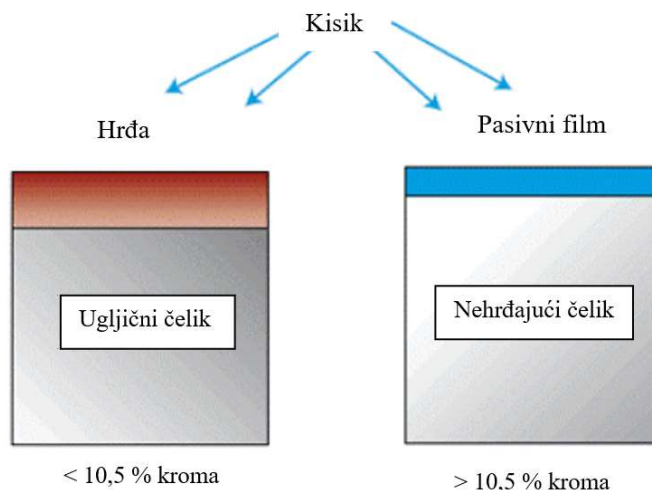 Kisik
Hrđa
Pasivni film
Ugljični čelik
Nehrđajući čelik
< 10,5 % kroma
> 10.5 % kroma